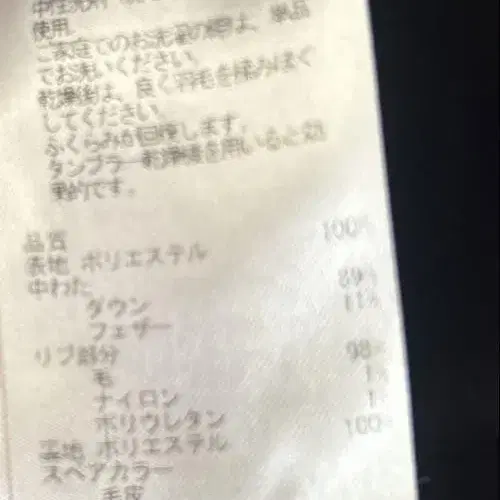 使用。
ご家庭でのお洗濯の際は、単品
でお洗いください。
乾燥後は、良く羽毛を揉みほぐ
してください。
ふくらみが回復します。
タンブラー乾燥機を用いると効
果的です。
品質
表地 ポリエステル 100%
中わた
ダウン 89%
フェザー 11%
リブ部分
毛 98%
ナイロン 1%
ポリウレタン 1%
裏地 ポリエステル 100%
スペアカラー
毛皮